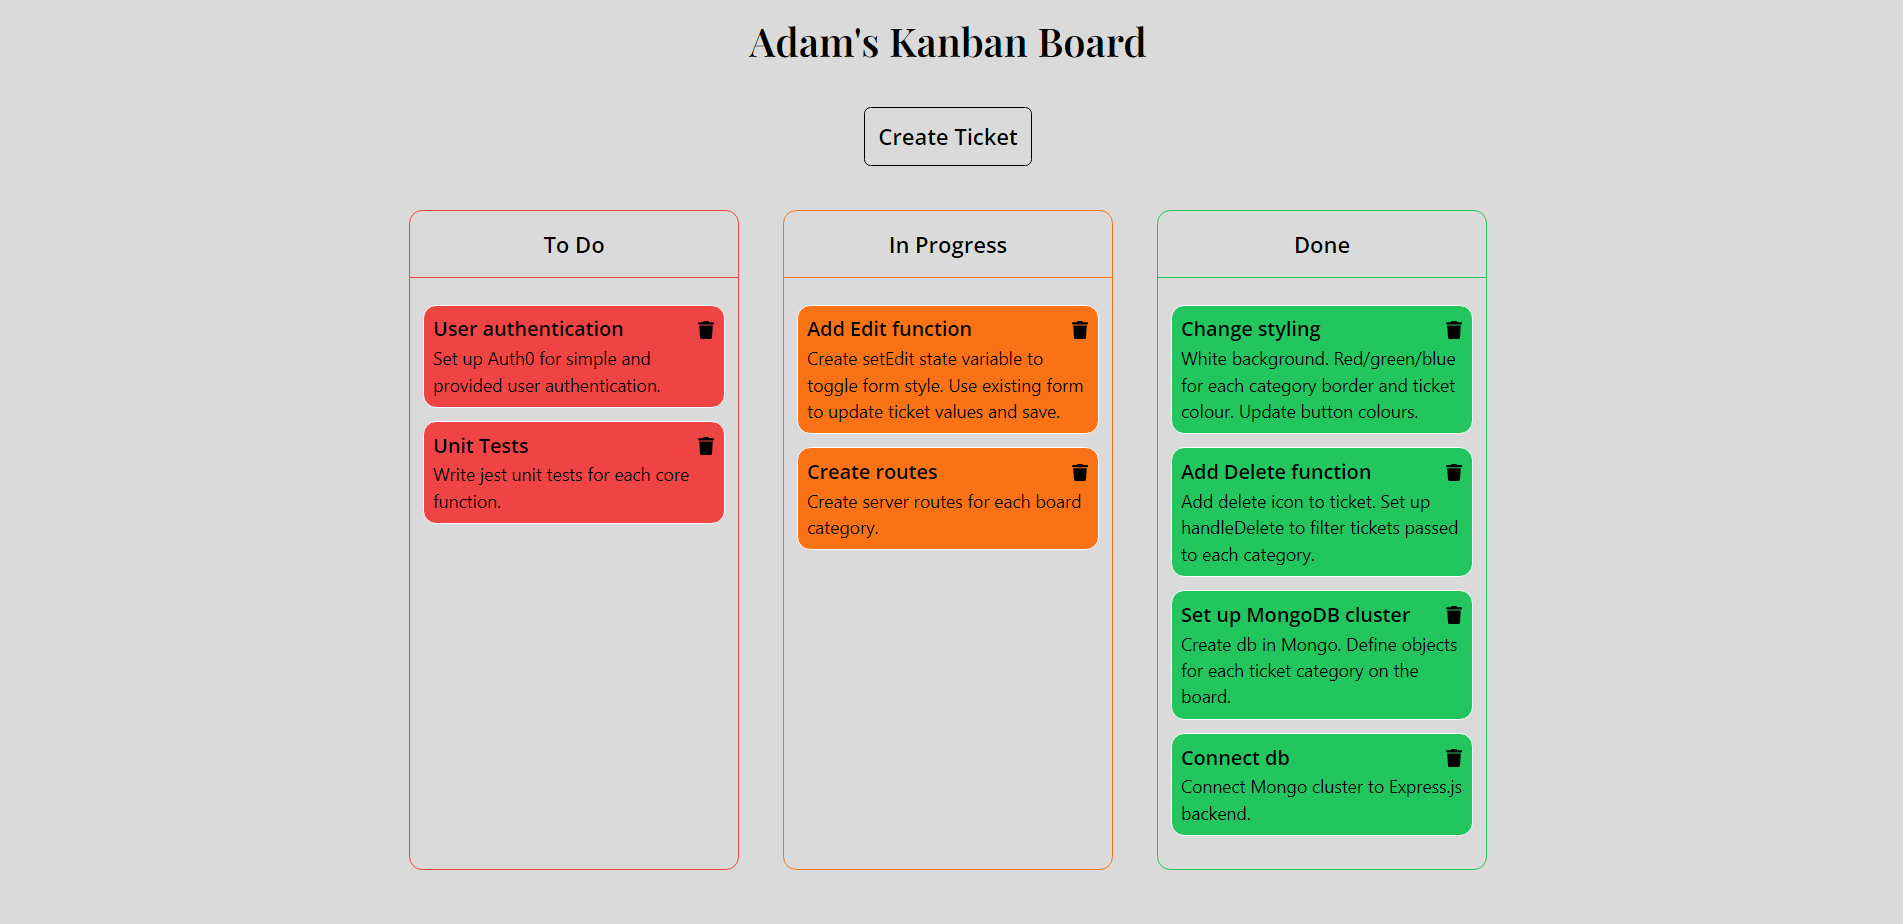 Adam's Kanban Board
Create Ticket
To Do
User authentication
Set up Auth0 for simple and
provided user authentication.
Unit Tests
Write jest unit tests for each core
function.
In Progress
Add Edit function
Create setEdit state variable to
toggle form style. Use existing form
to update ticket values and save.
Create routes
Create server routes for each board
category.
Done
Change styling
White background. Red/green/blue
for each category border and ticket
colour. Update button colours.
Add Delete function
Add delete icon to ticket. Set up
handleDelete to filter tickets passed
to each category.
Set up MongoDB cluster
Create db in Mongo. Define objects
for each ticket category on the
board.
Connect db
Connect Mongo cluster to Express.js
backend.